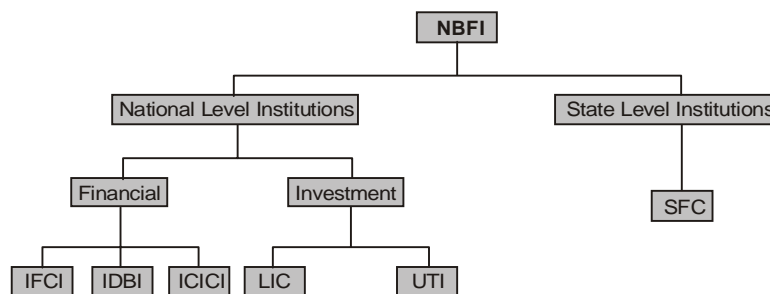 NBFI
National Level Institutions
State Level Institutions
Financial
Investment
SFC
IFCI
IDBI
ICICI
LIC
UTI